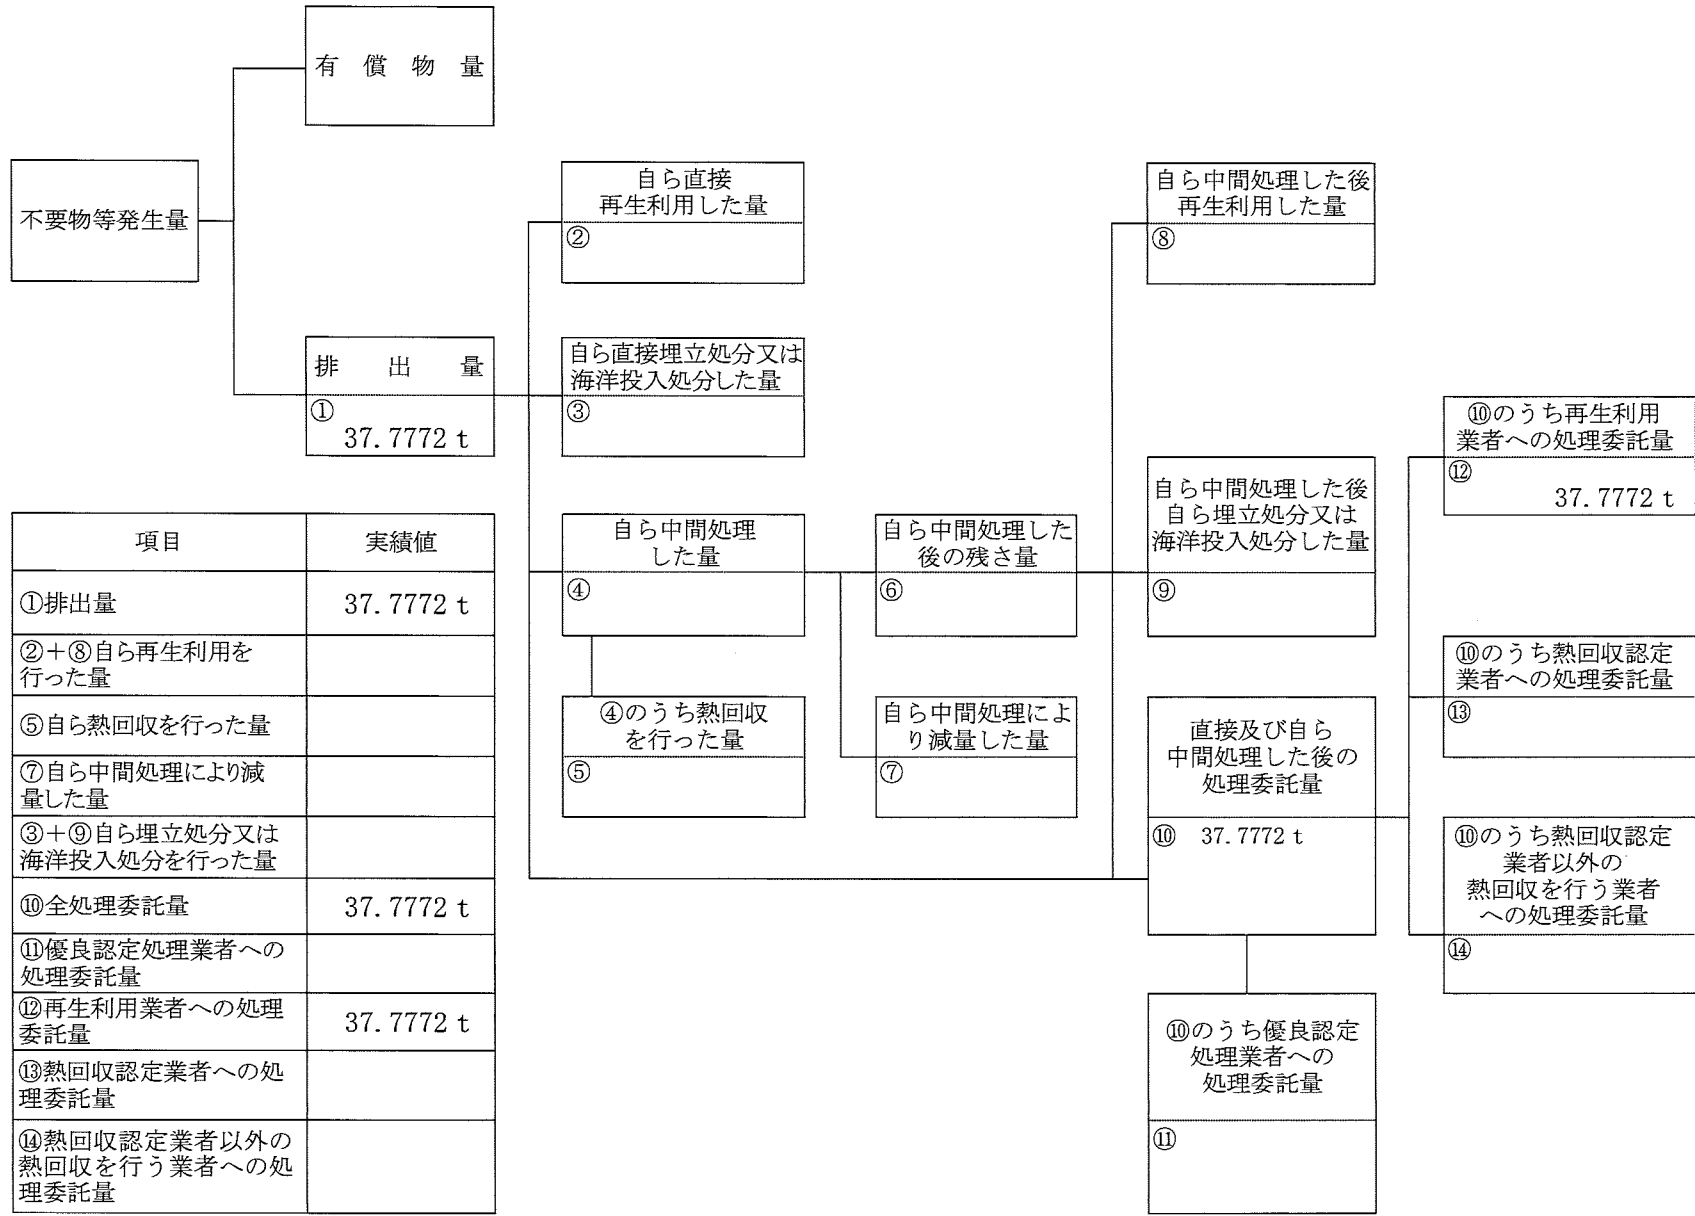 有償物量
不要物等発生量
排出量
①
37.7772 t
自ら直接
再生利用した量
②
自ら直接埋立処分又は
海洋投入処分した量
③
自ら中間処理
した量
④
④のうち熱回収
を行った量
⑤
自ら中間処理した
後の残さ量
⑥
自ら中間処理によ
り減量した量
⑦
自ら中間処理した後
再生利用した量
⑧
自ら中間処理した後
自ら埋立処分又は
海洋投入処分した量
⑨
直接及び自ら
中間処理した後の
処理委託量
⑩ 37.7772 t
⑩のうち優良認定
処理業者への
処理委託量
⑪
⑩のうち再生利用
業者への処理委託量
⑫
37.7772 t
⑩のうち熱回収認定
業者への処理委託量
⑬
⑩のうち熱回収認定
業者以外の
熱回収を行う業者
への処理委託量
⑭
項目 実績値
①排出量 37.7772 t
②+⑧自ら再生利用を
行った量
⑤自ら熱回収を行った量
⑦自ら中間処理により減
量した量
③+⑨自ら埋立処分又は
海洋投入処分を行った量
⑩全処理委託量 37.7772 t
⑪優良認定処理業者への
処理委託量
⑫再生利用業者への処理
委託量 37.7772 t
⑬熱回収認定業者への処
理委託量
⑭熱回収認定業者以外の
熱回収を行う業者への処
理委託量